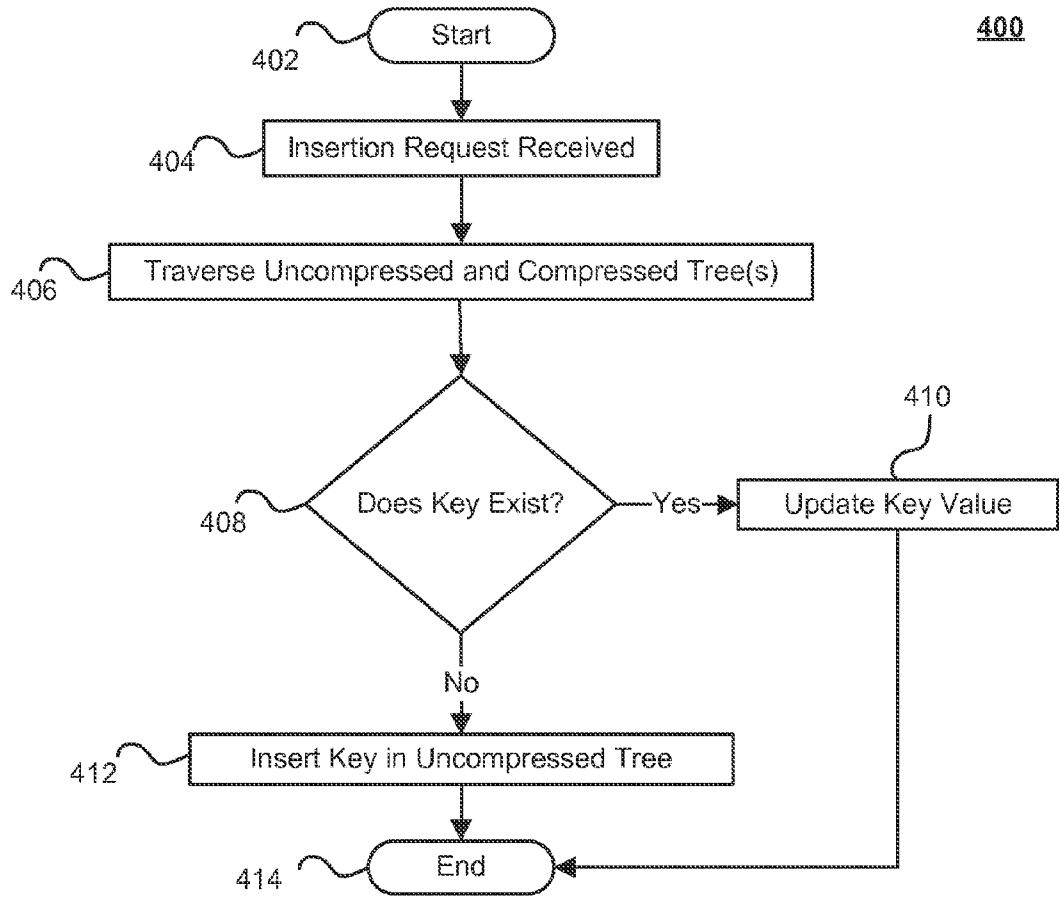 400
Start
402
Insertion Request Received
404
Traverse Uncompressed and Compressed Tree(s)
406
410
Does Key Exist?
408
Yes
Update Key Value
No
Insert Key in Uncompressed Tree
412
End
414